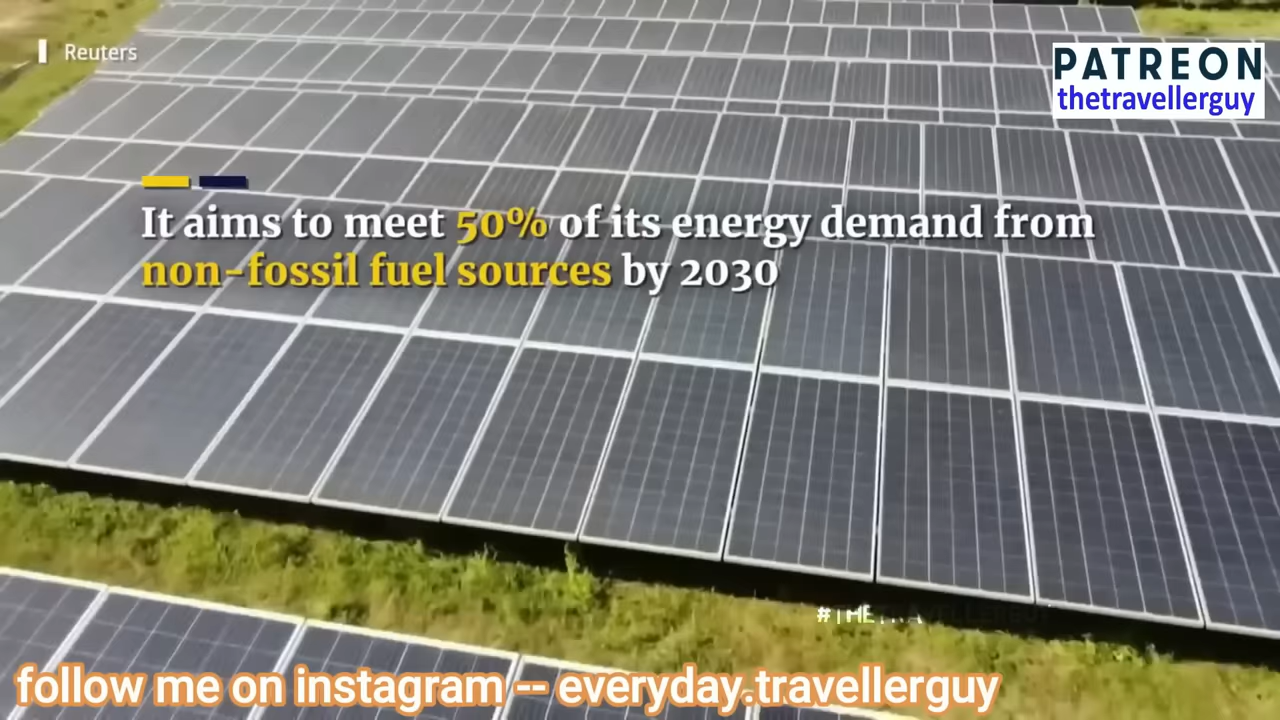 Reuters
PATREON
thetravellerguy
It aims to meet 50% of its energy demand from
non-fossil fuel sources by 2030
follow me on instagram -- everyday.travellerguy